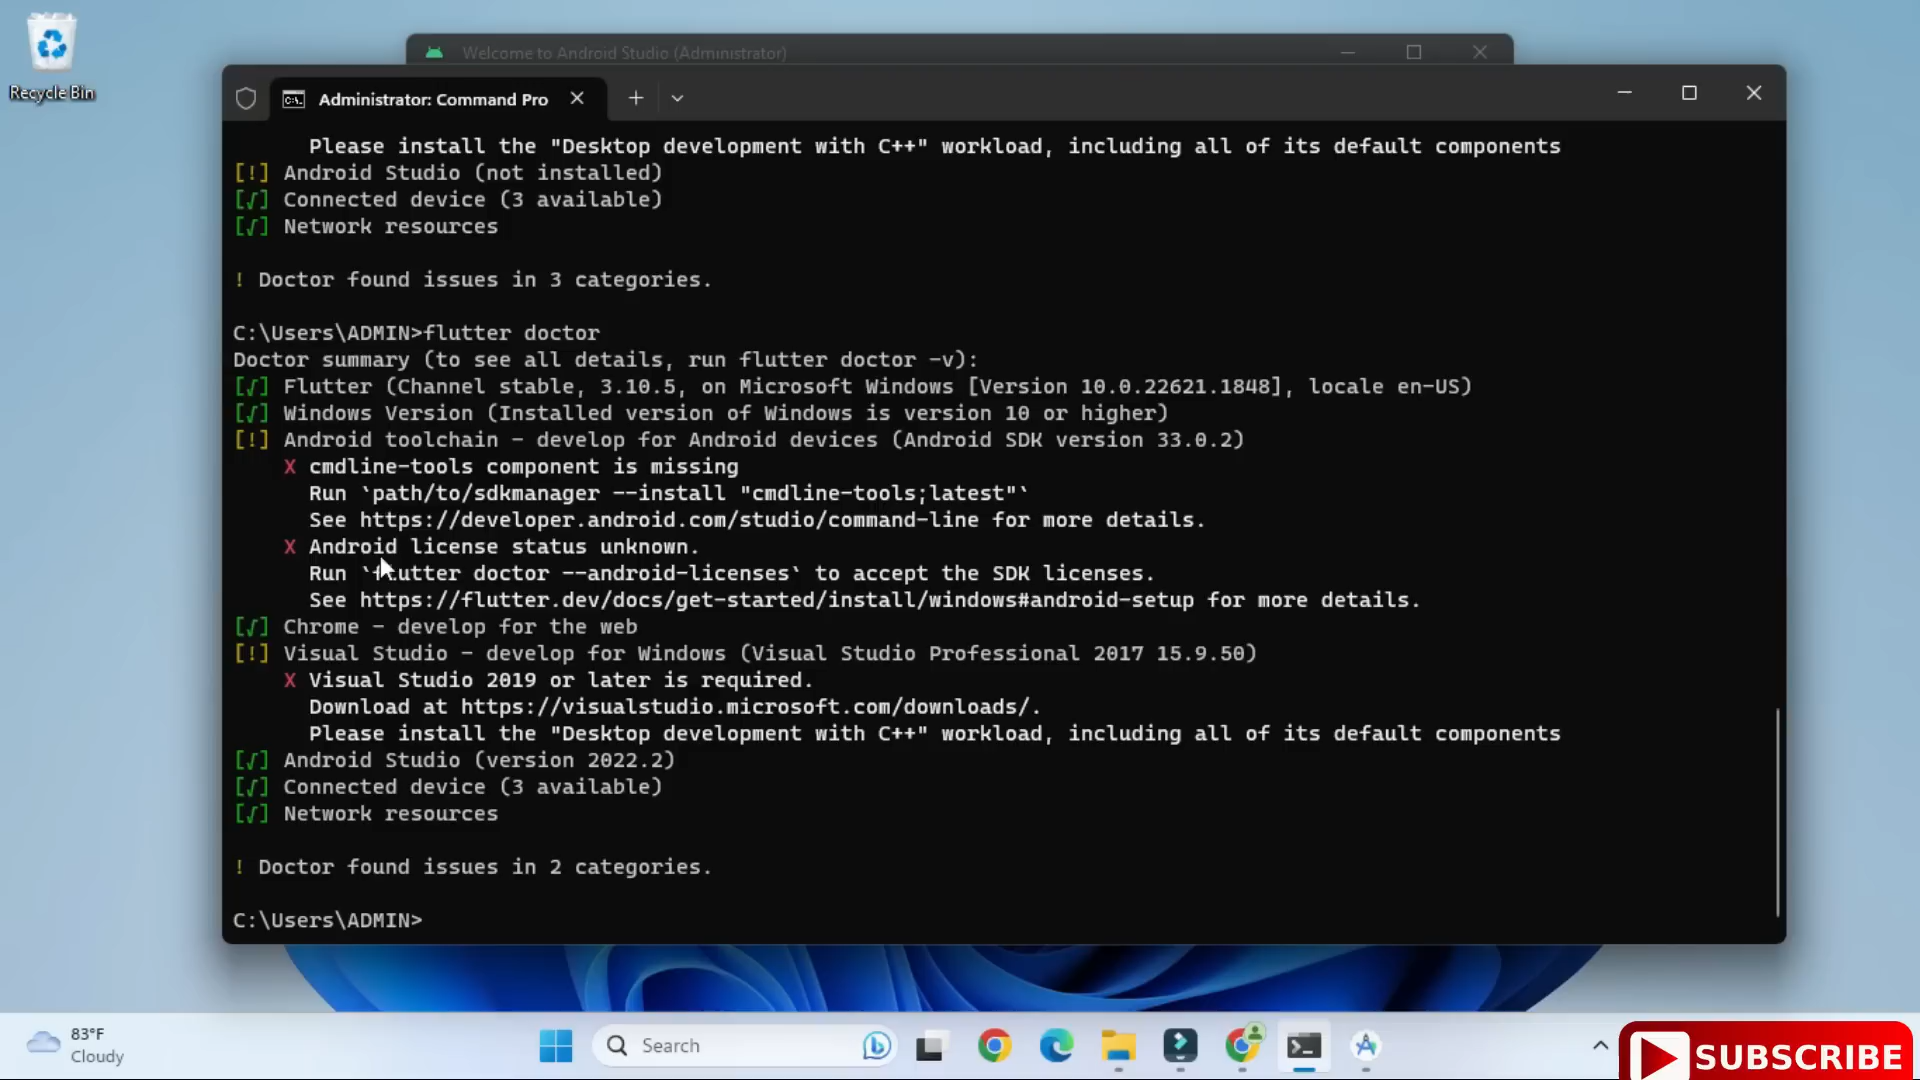 Recycle Bin
Welcome to Android Studio (Administrator)
Administrator: Command Pro
Please install the "Desktop development with C++" workload, including all of its default components
[!] Android Studio (not installed)
[√] Connected device (3 available)
[√] Network resources
! Doctor found issues in 3 categories.
C:\Users\ADMIN>flutter doctor
Doctor summary (to see all details, run flutter doctor -v):
[√] Flutter (Channel stable, 3.10.5, on Microsoft Windows [Version 10.0.22621.1848], locale en-US)
[√] Windows Version (Installed version of Windows is version 10 or higher)
[!] Android toolchain - develop for Android devices (Android SDK version 33.0.2)
X cmdline-tools component is missing
Run `path/to/sdkmanager --install "cmdline-tools;latest"`
See https://developer.android.com/studio/command-line for more details.
X Android license status unknown.
Run `flutter doctor --android-licenses` to accept the SDK licenses.
See https://flutter.dev/docs/get-started/install/windows#android-setup for more details.
[√] Chrome - develop for the web
[!] Visual Studio - develop for Windows (Visual Studio Professional 2017 15.9.50)
X Visual Studio 2019 or later is required.
Download at https://visualstudio.microsoft.com/downloads/.
Please install the "Desktop development with C++" workload, including all of its default components
[√] Android Studio (version 2022.2)
[√] Connected device (3 available)
[√] Network resources
! Doctor found issues in 2 categories.
C:\Users\ADMIN>
83°F
Cloudy
Search
SUBSCRIBE